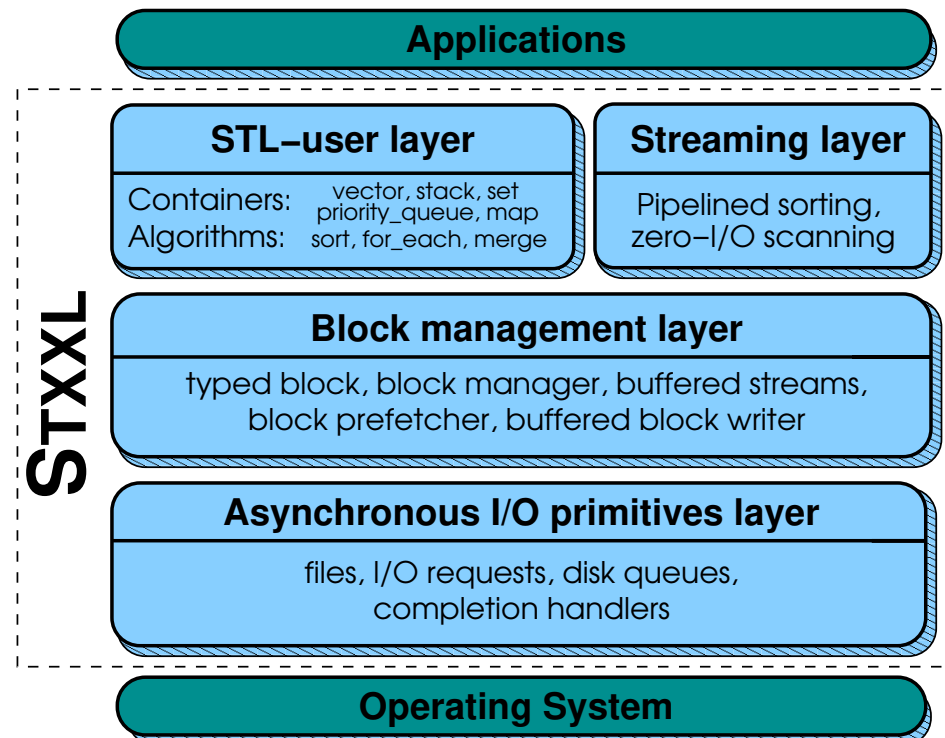 Applications
STXXL
STL–user layer
Containers: vector, stack, set
priority_queue, map
Algorithms: sort, for_each, merge
Streaming layer
Pipelined sorting,
zero–I/O scanning
Block management layer
typed block, block manager, buffered streams,
block prefetcher, buffered block writer
Asynchronous I/O primitives layer
files, I/O requests, disk queues,
completion handlers
Operating System